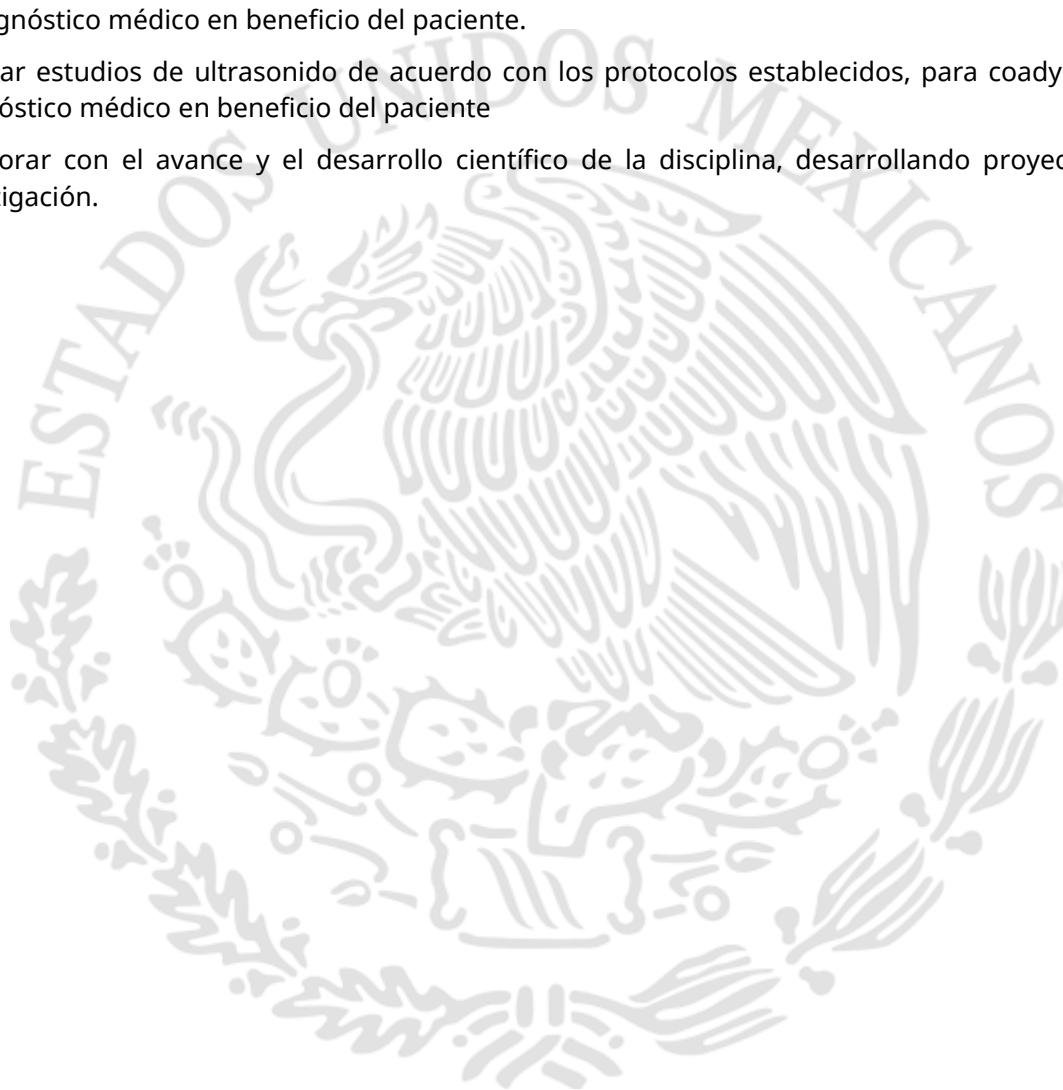 gnóstico médico en beneficio del paciente.
ar estudios de ultrasonido de acuerdo con los protocolos establecidos, para coady
óstico médico en beneficio del paciente
orar con el avance y el desarrollo científico de la disciplina, desarrollando proyec
igación.
ESTADOS UNIDOS MEXICANOS